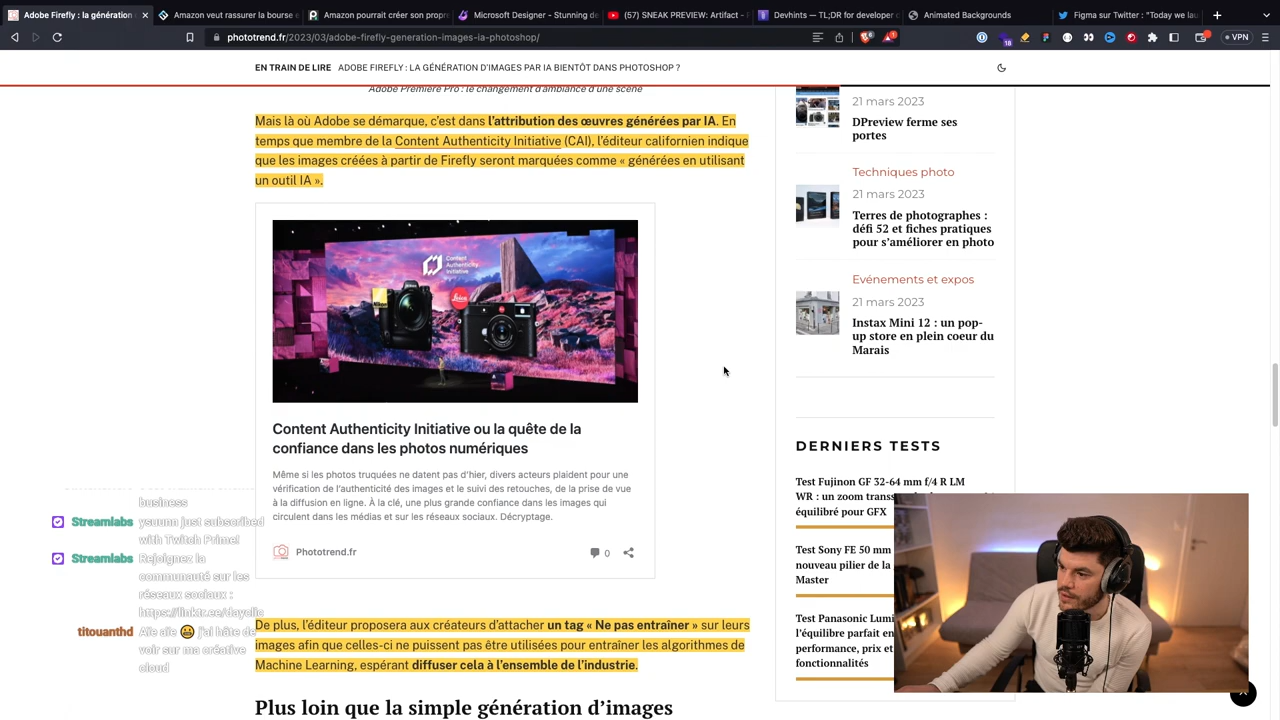 Adobe Firefly : la génération d
Amazon veut rassurer la bourse e
Amazon pourrait créer son propre
Microsoft Designer - Stunning de
(57) SNEAK PREVIEW: Artifact - F
Devhints — TL;DR for developer d
Animated Backgrounds
Figma sur Twitter : "Today we lau
phototrend.fr/2023/03/adobe-firefly-generation-images-ia-photoshop/
VPN
EN TRAIN DE LIRE ADOBE FIREFLY : LA GÉNÉRATION D'IMAGES PAR IA BIENTÔT DANS PHOTOSHOP ?
Adobe Premiere Pro : le changement d'ambiance d'une scène
Mais là où Adobe se démarque, c'est dans l'attribution des œuvres générées par IA. En
temps que membre de la Content Authenticity Initiative (CAI), l'éditeur californien indique
que les images créées à partir de Firefly seront marquées comme « générées en utilisant
un outil IA ».
Content
Authenticity
Initiative
Nikon
Leica
Content Authenticity Initiative ou la quête de la
confiance dans les photos numériques
Même si les photos truquées ne datent pas d'hier, divers acteurs plaident pour une
vérification de l'authenticité des images et le suivi des retouches, de la prise de vue
à la diffusion en ligne. À la clé, une plus grande confiance dans les images qui
circulent dans les médias et sur les réseaux sociaux. Décryptage.
Phototrend.fr
0
De plus, l'éditeur proposera aux créateurs d'attacher un tag « Ne pas entraîner » sur leurs
images afin que celles-ci ne puissent pas être utilisées pour entraîner les algorithmes de
Machine Learning, espérant diffuser cela à l'ensemble de l'industrie.
Plus loin que la simple génération d'images
21 mars 2023
DPreview ferme ses
portes
Techniques photo
21 mars 2023
Terres de photographes :
défi 52 et fiches pratiques
pour s'améliorer en photo
Evénements et expos
21 mars 2023
Instax Mini 12 : un pop-
up store en plein coeur du
Marais
DERNIERS TESTS
Test Fujinon GF 32-64 mm f/4 R LM
WR : un zoom transs
équilibré pour GFX
Test Sony FE 50 mm
nouveau pilier de la
Master
Test Panasonic Lumi
l'équilibre parfait en
performance, prix et
fonctionnalités
business
Streamlabs ysuunn just subscribed
with Twitch Prime!
Streamlabs Rejoignez la
communauté sur les
réseaux sociaux :
https://linktr.ee/dayclic
titouanthd Aïe aïe 😬 j'ai hâte de
voir sur ma créative
cloud